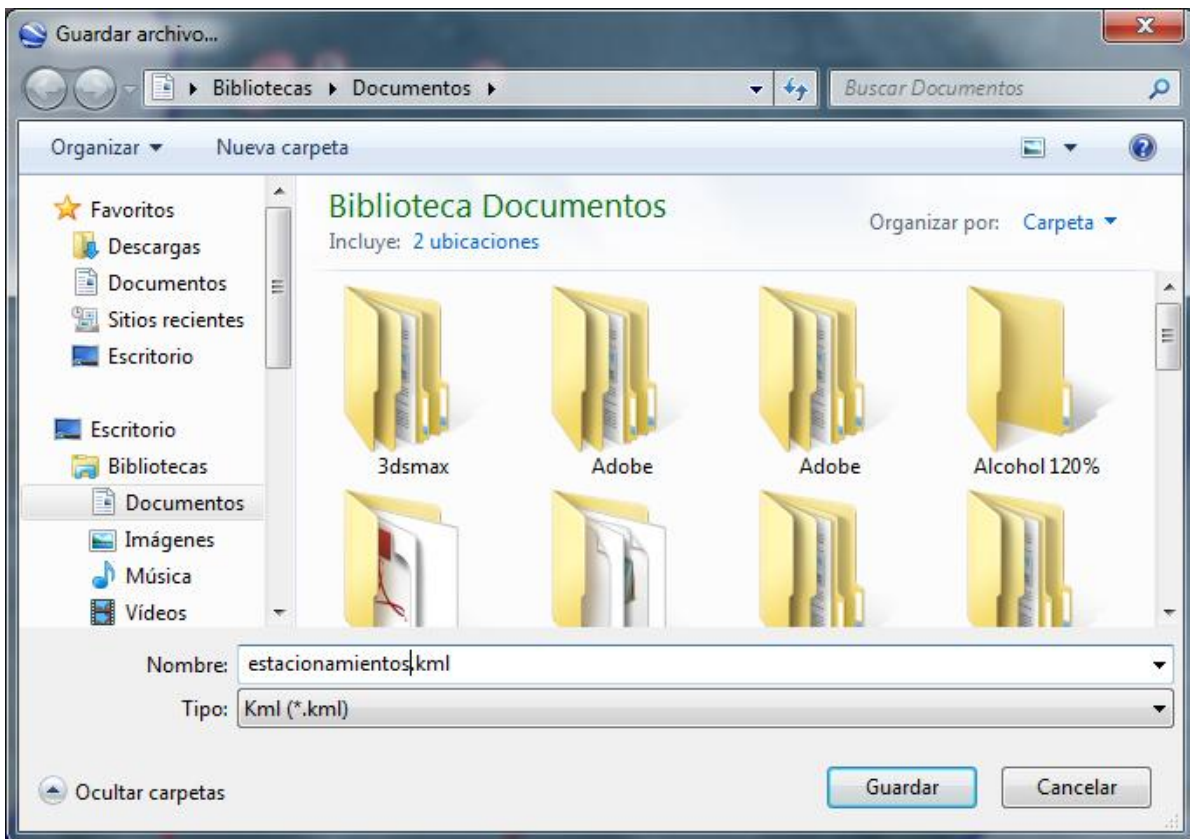 Guardar archivo...
Bibliotecas Documentos
Buscar Documentos
Organizar
Nueva carpeta
Favoritos
Descargas
Documentos
Sitios recientes
Escritorio
Escritorio
Bibliotecas
Documentos
Imágenes
Música
Vídeos
Biblioteca Documentos
Incluye: 2 ubicaciones
Organizar por: Carpeta
3dsmax
Adobe
Adobe
Alcohol 120%
Nombre: estacionamientos.kml
Tipo: Kml (*.kml)
Ocultar carpetas
Guardar
Cancelar